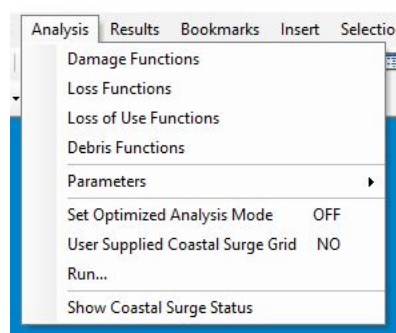 Analysis Results Bookmarks Insert Selectio
Damage Functions
Loss Functions
Loss of Use Functions
Debris Functions
Parameters
Set Optimized Analysis Mode OFF
User Supplied Coastal Surge Grid NO
Run...
Show Coastal Surge Status